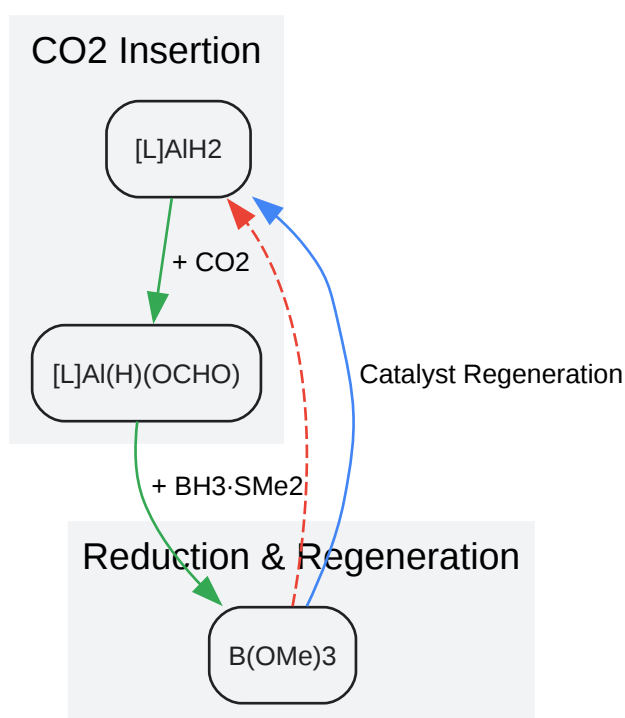 CO2 Insertion
[L]AlH2
+ CO2
[L]Al(H)(OCHO)
Catalyst Regeneration
+ BH3·SMe2
Reduction & Regeneration
B(OMe)3